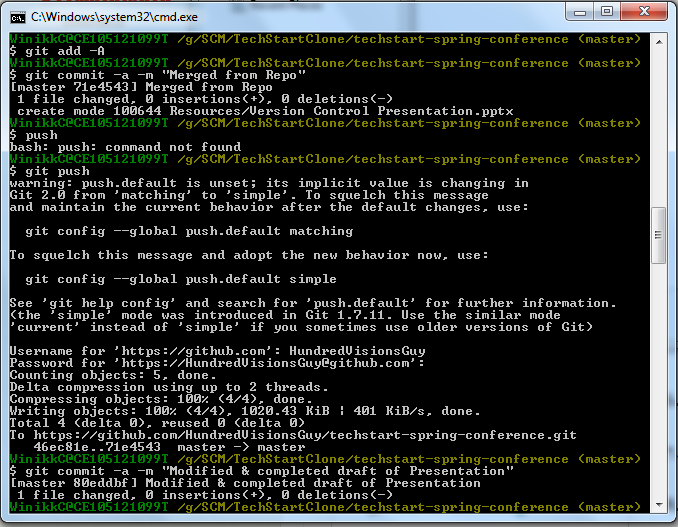 C:\Windows\system32\cmd.exe
WinikkC@CE105121099T /g/SCM/TechStartClone/techstart-spring-conference (master)
$ git add -A
WinikkC@CE105121099T /g/SCM/TechStartClone/techstart-spring-conference (master)
$ git commit -a -m "Merged from Repo"
[master 71e4543] Merged from Repo
 1 file changed, 0 insertions(+), 0 deletions(-)
 create mode 100644 Resources/Version Control Presentation.pptx
WinikkC@CE105121099T /g/SCM/TechStartClone/techstart-spring-conference (master)
$ push
bash: push: command not found
WinikkC@CE105121099T /g/SCM/TechStartClone/techstart-spring-conference (master)
$ git push
warning: push.default is unset; its implicit value is changing in
Git 2.0 from 'matching' to 'simple'. To squelch this message
and maintain the current behavior after the default changes, use:

  git config --global push.default matching

To squelch this message and adopt the new behavior now, use:

  git config --global push.default simple

See 'git help config' and search for 'push.default' for further information.
(the 'simple' mode was introduced in Git 1.7.11. Use the similar mode
'current' instead of 'simple' if you sometimes use older versions of Git)

Username for 'https://github.com': HundredVisionsGuy
Password for 'https://HundredVisionsGuy@github.com':
Counting objects: 5, done.
Delta compression using up to 2 threads.
Compressing objects: 100% (4/4), done.
Writing objects: 100% (4/4), 1020.43 KiB ¦ 401 KiB/s, done.
Total 4 (delta 0), reused 0 (delta 0)
To https://github.com/HundredVisionsGuy/techstart-spring-conference.git
   46ec81e..71e4543  master -> master
WinikkC@CE105121099T /g/SCM/TechStartClone/techstart-spring-conference (master)
$ git commit -a -m "Modified & completed draft of Presentation"
[master 80eddbf] Modified & completed draft of Presentation
 1 file changed, 0 insertions(+), 0 deletions(-)
WinikkC@CE105121099T /g/SCM/TechStartClone/techstart-spring-conference (master)